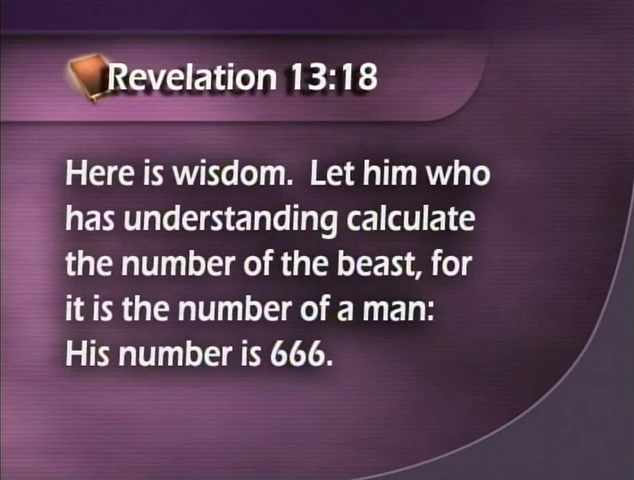 Revelation 13:18
Here is wisdom. Let him who
has understanding calculate
the number of the beast, for
it is the number of a man:
His number is 666.